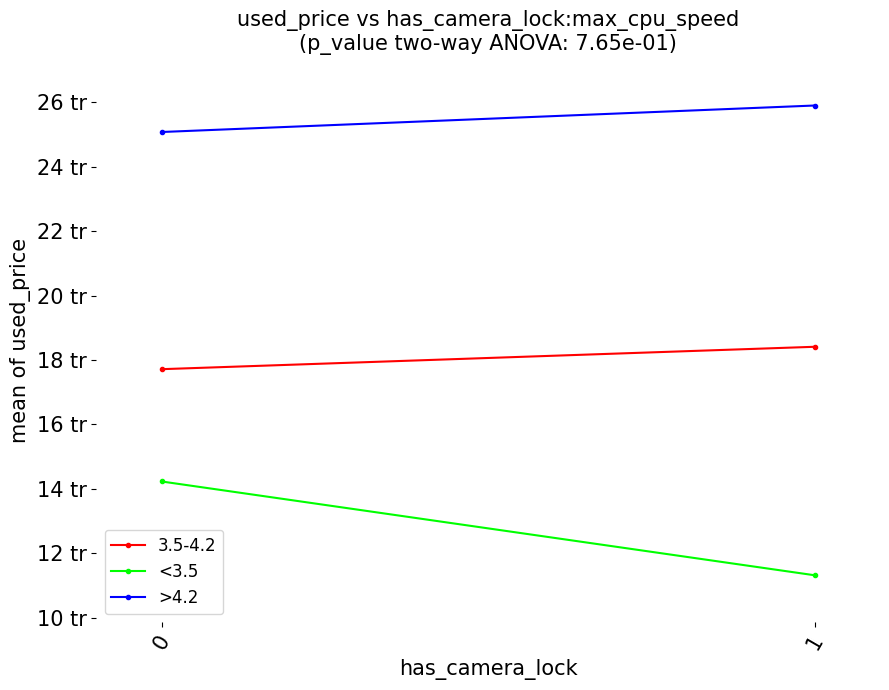 used_price vs has_camera_lock:max_cpu_speed
(p_value two-way ANOVA: 7.65e-01)
mean of used_price
26 tr
24 tr
22 tr
20 tr
18 tr
16 tr
14 tr
12 tr
10 tr
3.5-4.2
<3.5
>4.2
0
1
has_camera_lock